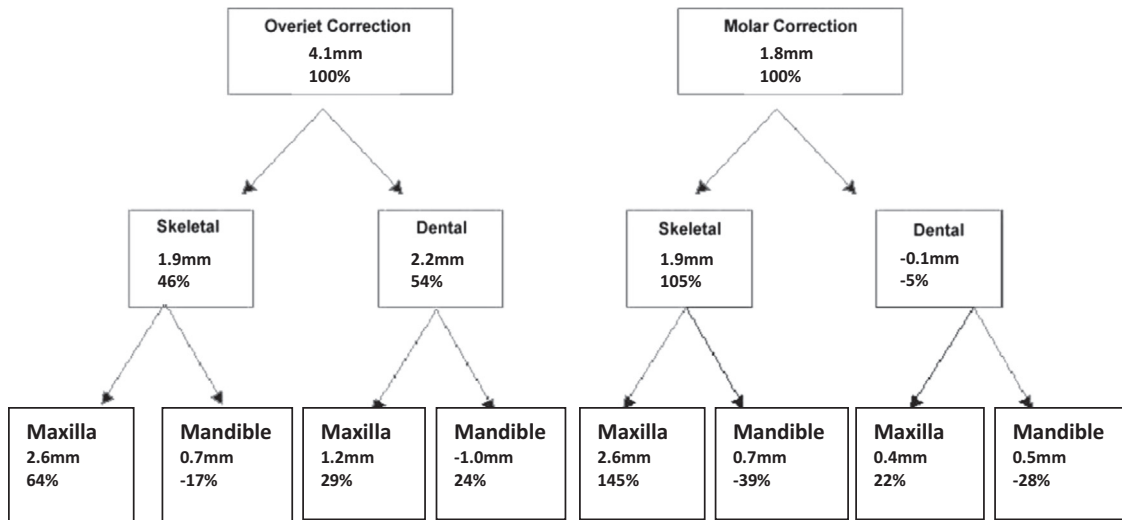 Overjet Correction
4.1mm
100%
Molar Correction
1.8mm
100%
Skeletal
1.9mm
46%
Dental
2.2mm
54%
Skeletal
1.9mm
105%
Dental
-0.1mm
-5%
Maxilla
2.6mm
64%
Mandible
0.7mm
-17%
Maxilla
1.2mm
29%
Mandible
-1.0mm
24%
Maxilla
2.6mm
145%
Mandible
0.7mm
-39%
Maxilla
0.4mm
22%
Mandible
0.5mm
-28%